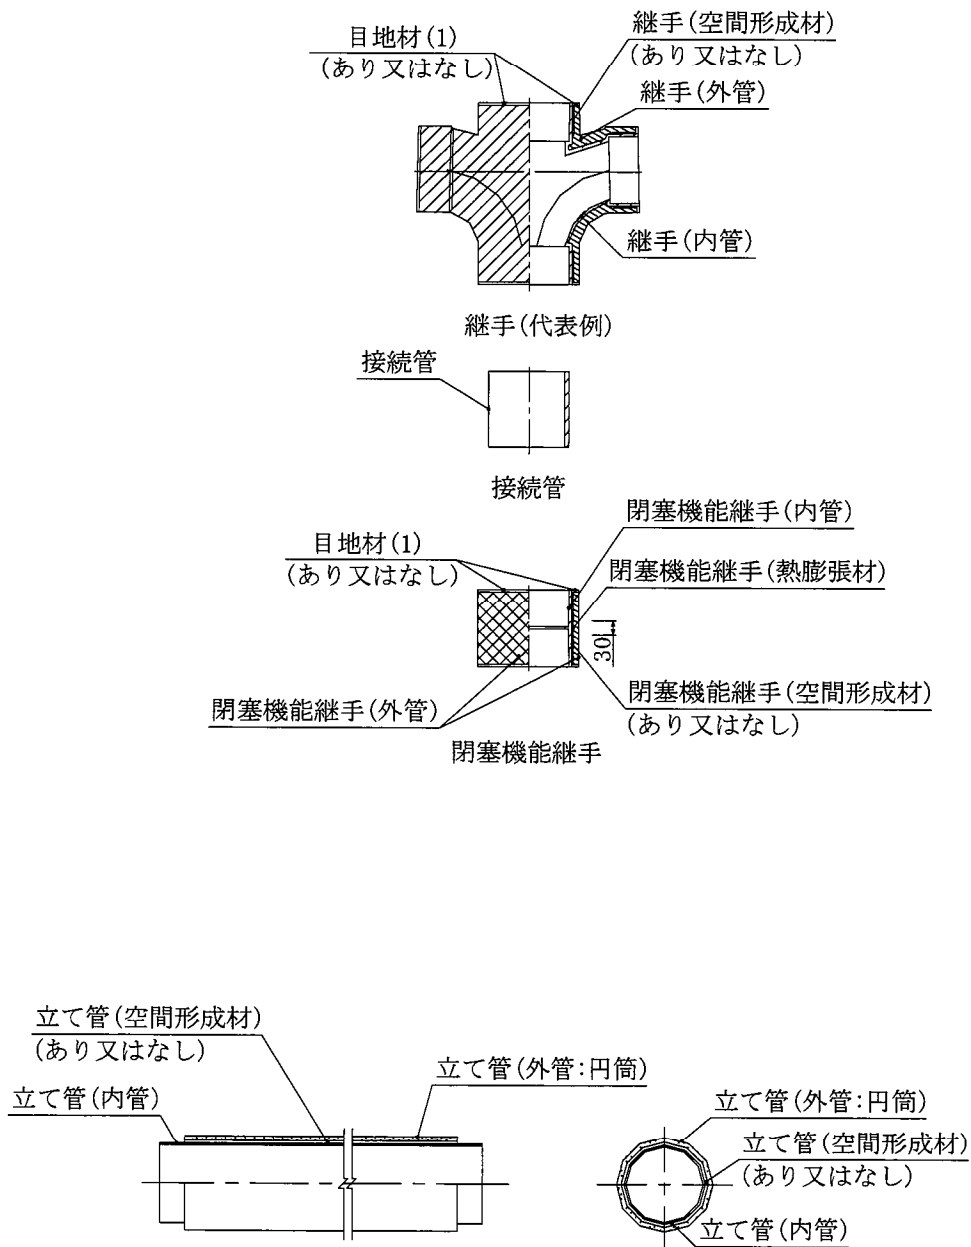 目地材(1)
(あり又はなし)
継手(空間形成材)
(あり又はなし)
継手(外管)
継手(内管)
継手(代表例)
接続管
接続管
閉塞機能継手(内管)
目地材(1)
(あり又はなし)
閉塞機能継手(熱膨張材)
30
閉塞機能継手(空間形成材)
(あり又はなし)
閉塞機能継手(外管)
閉塞機能継手
立て管(空間形成材)
(あり又はなし)
立て管(外管:円筒)
立て管(内管)
立て管(外管:円筒)
立て管(空間形成材)
(あり又はなし)
立て管(内管)